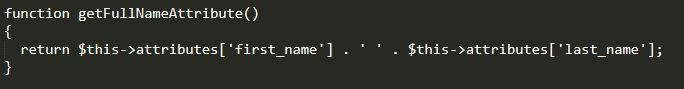 function getFullNameAttribute()
{
  return $this->attributes['first_name'] . ' ' . $this->attributes['last_name'];
}